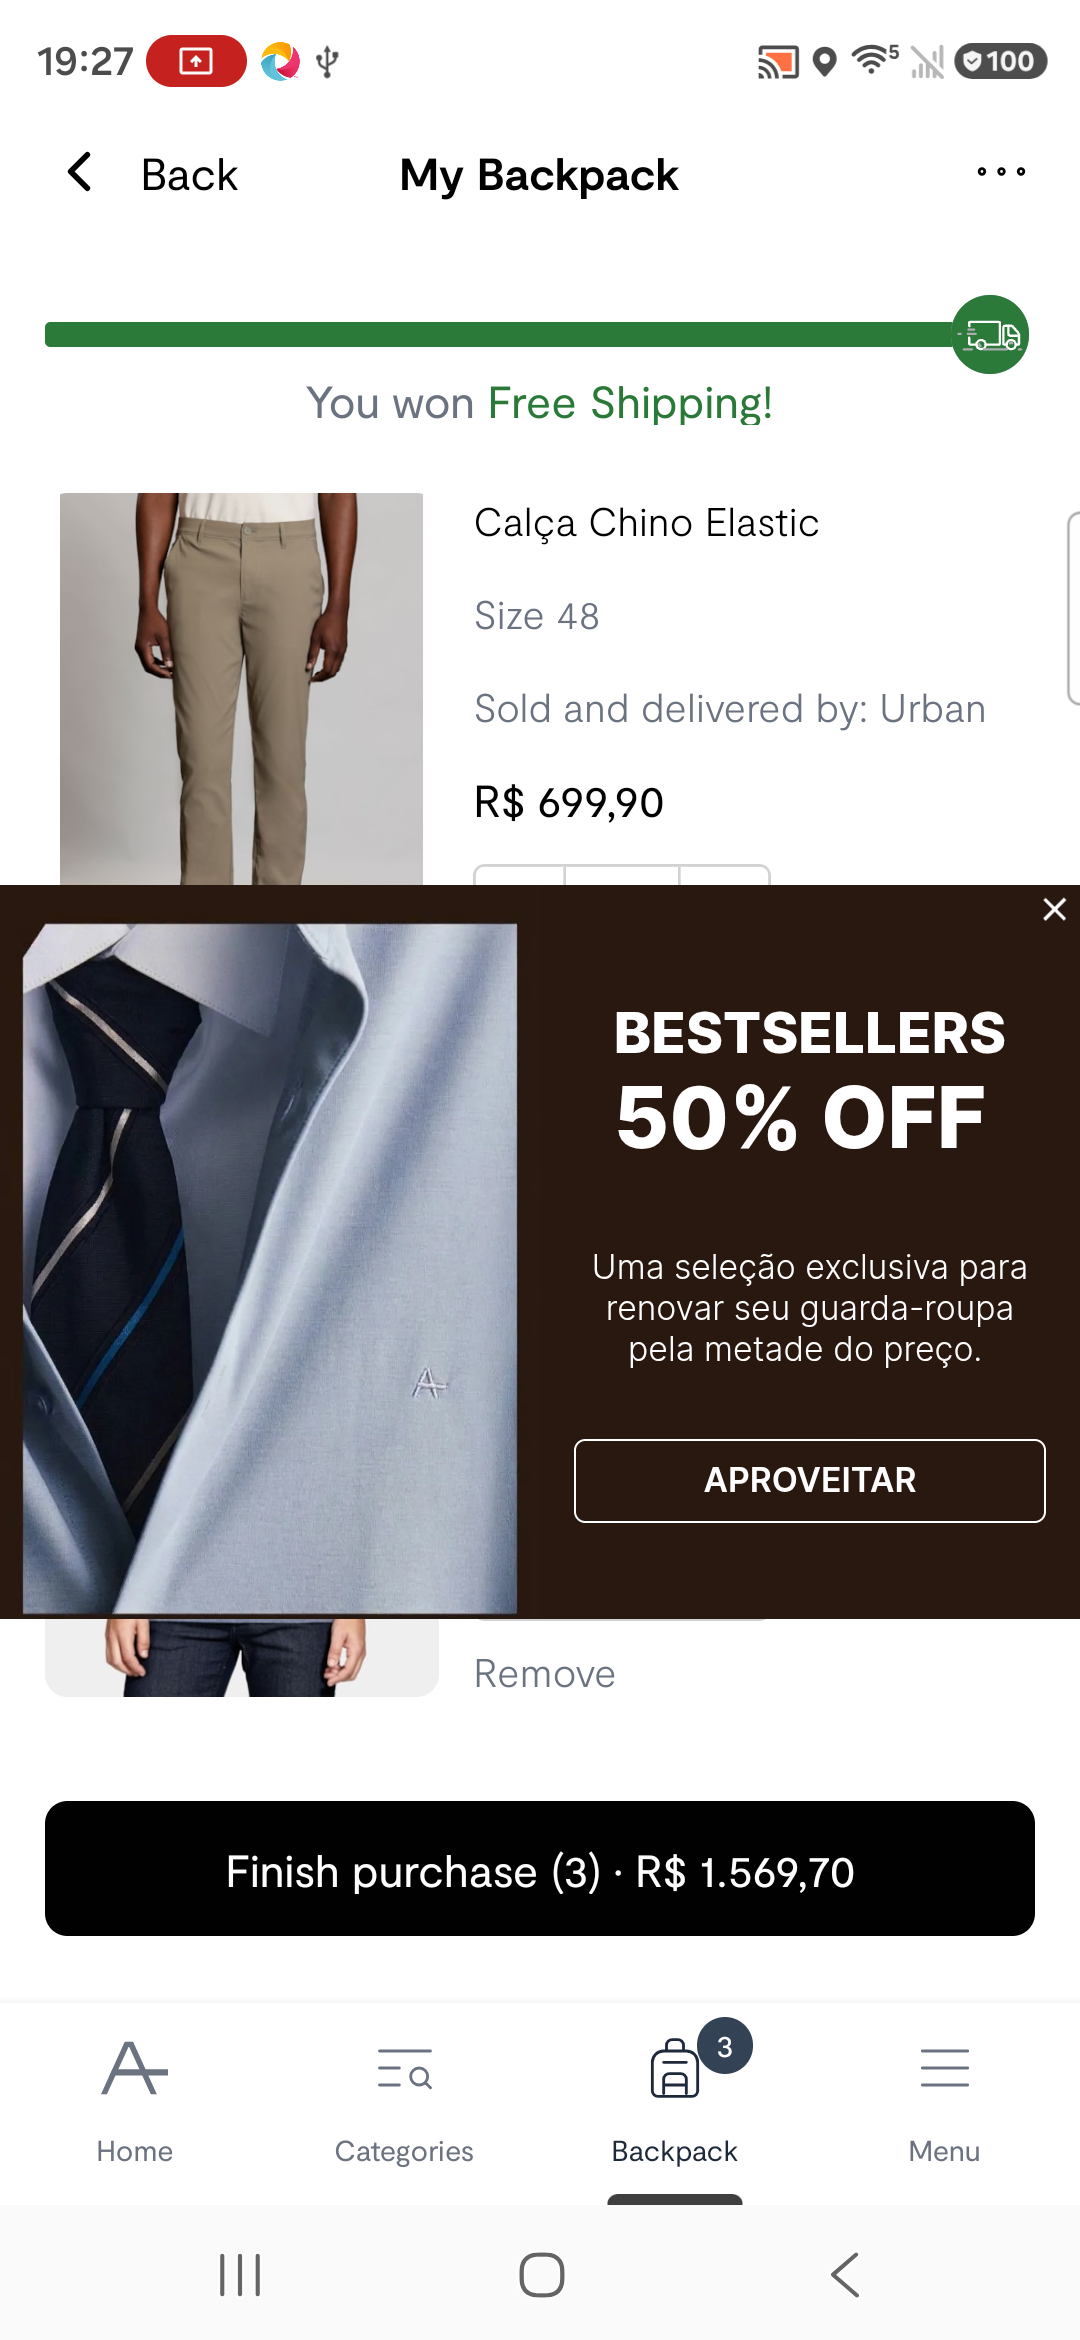 19:27
5
100
Back
My Backpack
You won Free Shipping!
Calça Chino Elastic
Size 48
Sold and delivered by: Urban
R$ 699,90
BESTSELLERS
50% OFF
Uma seleção exclusiva para
renovar seu guarda-roupa
pela metade do preço.
APROVEITAR
Remove
Finish purchase (3) · R$ 1.569,70
3
Home
Categories
Backpack
Menu